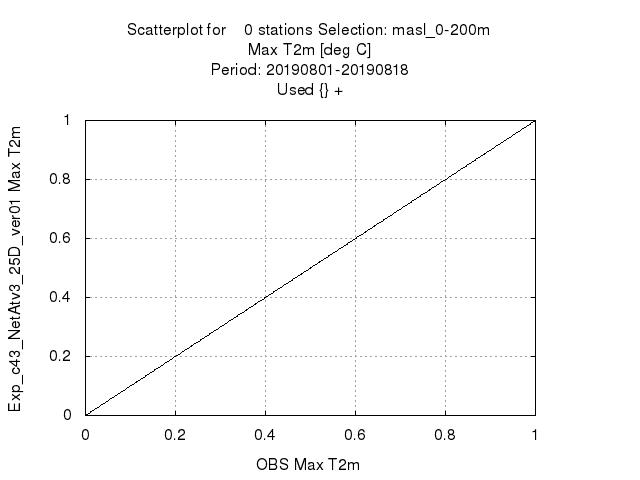 Scatterplot for    0 stations Selection: masl_0-200m
Max T2m [deg C]
Period: 20190801-20190818
Used {} +
Exp_c43_NetAtv3_25D_ver01 Max T2m
1
0.8
0.6
0.4
0.2
0
0 0.2 0.4 0.6 0.8 1
OBS Max T2m